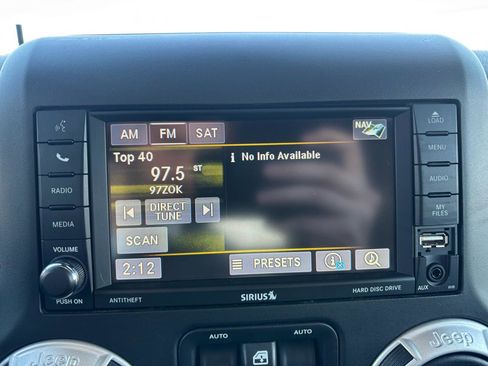 AM FM SAT NAV
LOAD
Top 40
MENU
97.5 ST
i No Info Available
97ZOK
RADIO
AUDIO
DIRECT
TUNE
MEDIA
MY
FILES
SCAN
VOLUME
2:12
PRESETS
PUSH ON
AUX
ANTITHEFT
SIRIUS
HARD DISC DRIVE
AUTO
AUTO
Jeep
Jeep